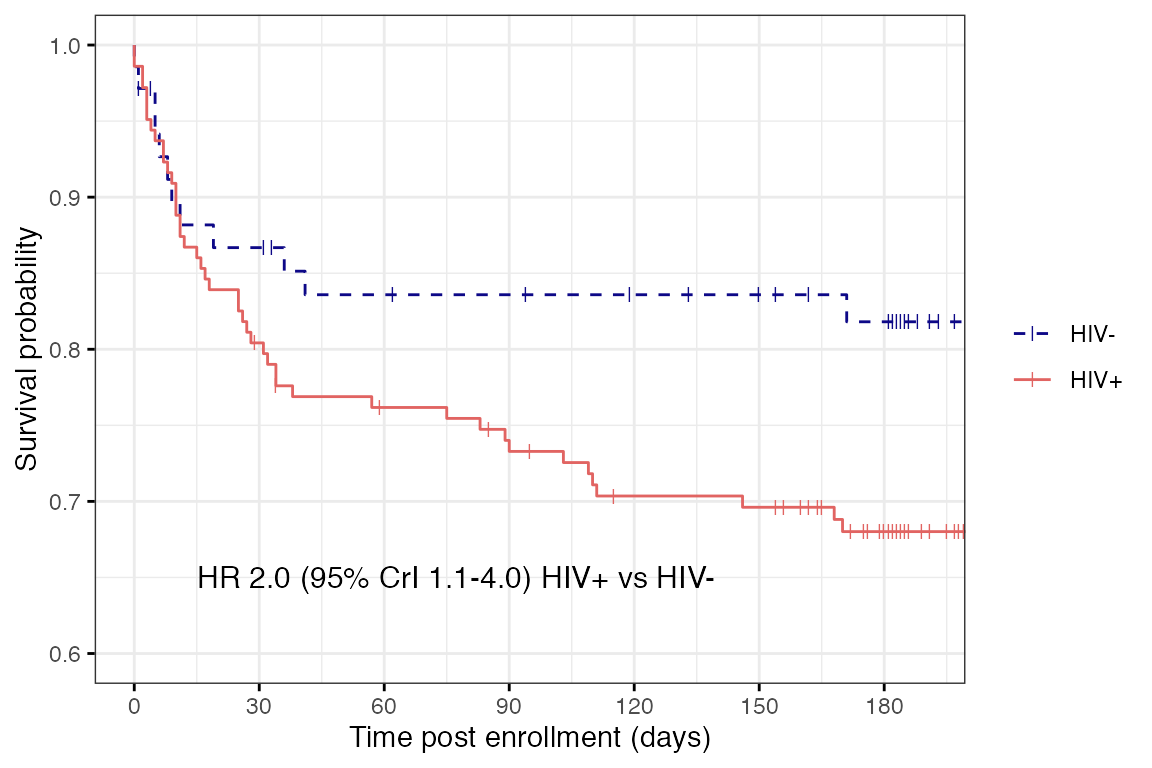 1.0
0.9
0.8
0.7
0.6
Survival probability
HR 2.0 (95% CrI 1.1-4.0) HIV+ vs HIV-
0 30 60 90 120 150 180
Time post enrollment (days)
HIV-
HIV+